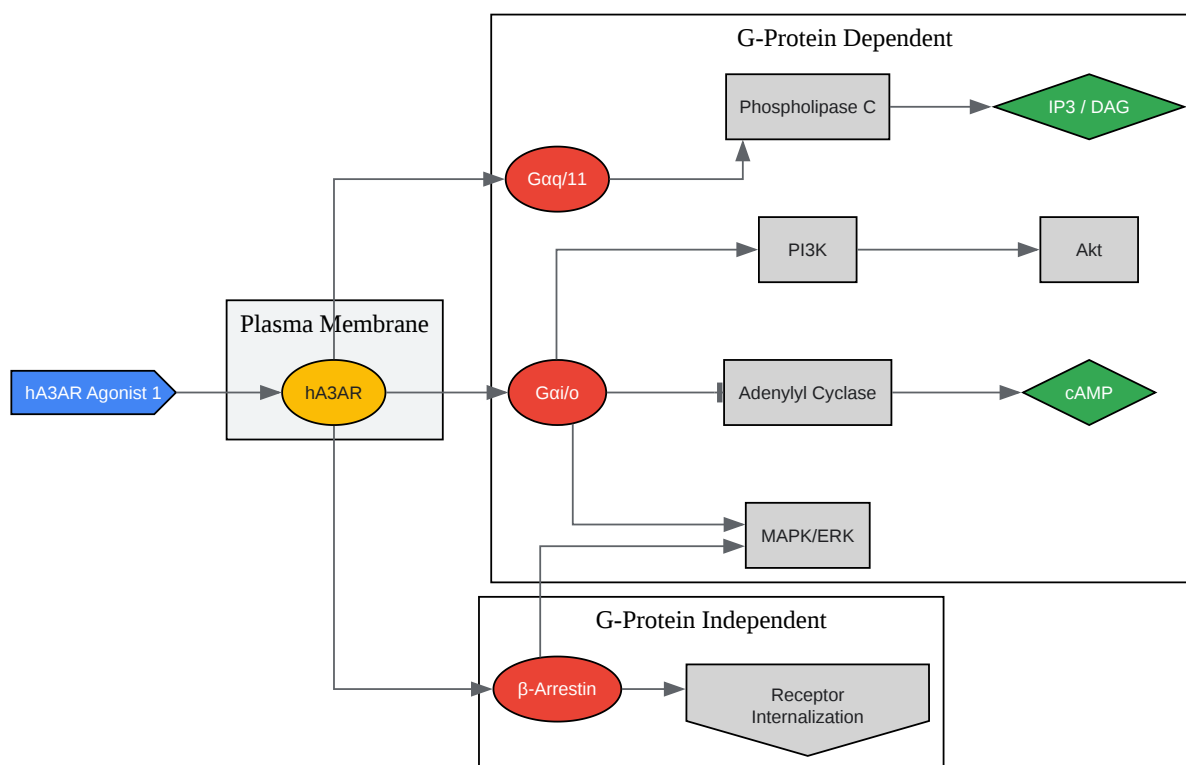 G-Protein Dependent
Phospholipase C
IP3 / DAG
Gαq/11
PI3K
Akt
Plasma Membrane
hA3AR Agonist 1
hA3AR
Gαi/o
Adenylyl Cyclase
cAMP
MAPK/ERK
G-Protein Independent
β-Arrestin
Receptor
Internalization